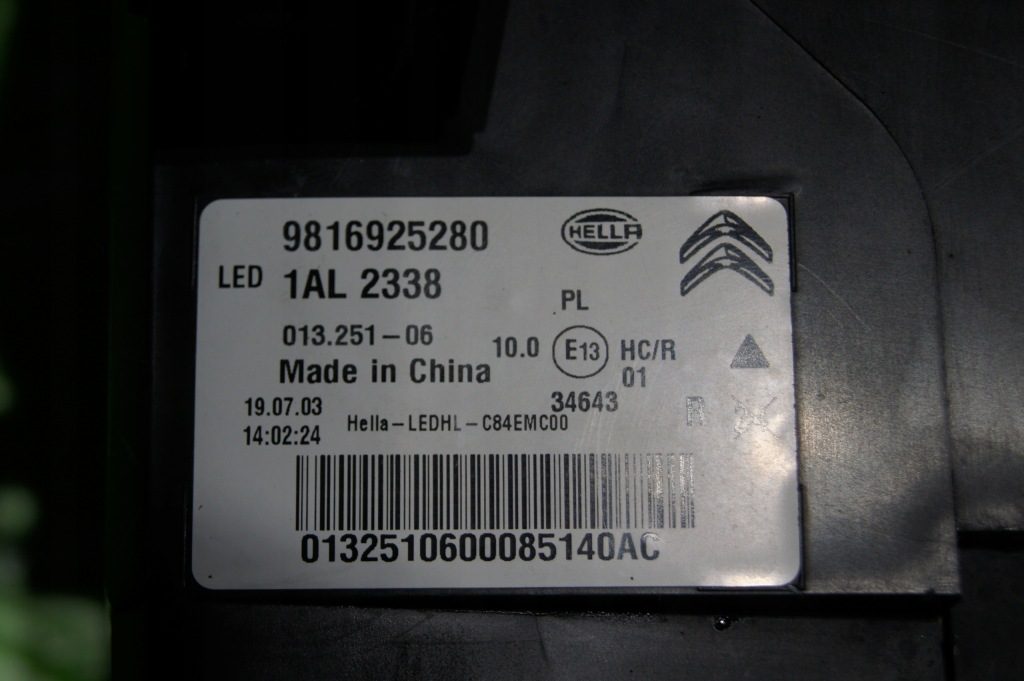 9816925280
HELLA
LED 1AL 2338
PL
013.251-06
10.0 E13 HC/R
Made in China
01
19.07.03
34643
R
14:02:24
Hella-LEDHL-C84EMC00
0132510600085140AC